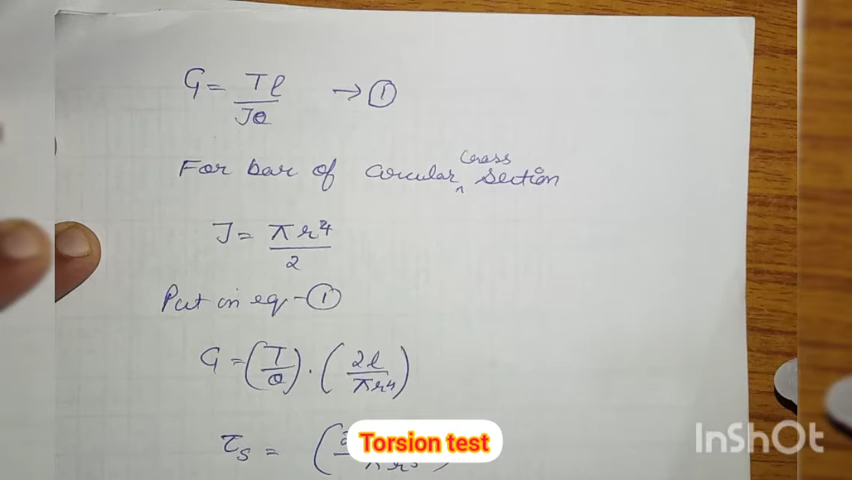 G = Tl / Jθ → ①
For bar of circular cross section
J = πr⁴ / 2
Put in eq - ①
G = (T/θ) . (2l / πr⁴)
τs = (
Torsion test
InShOt